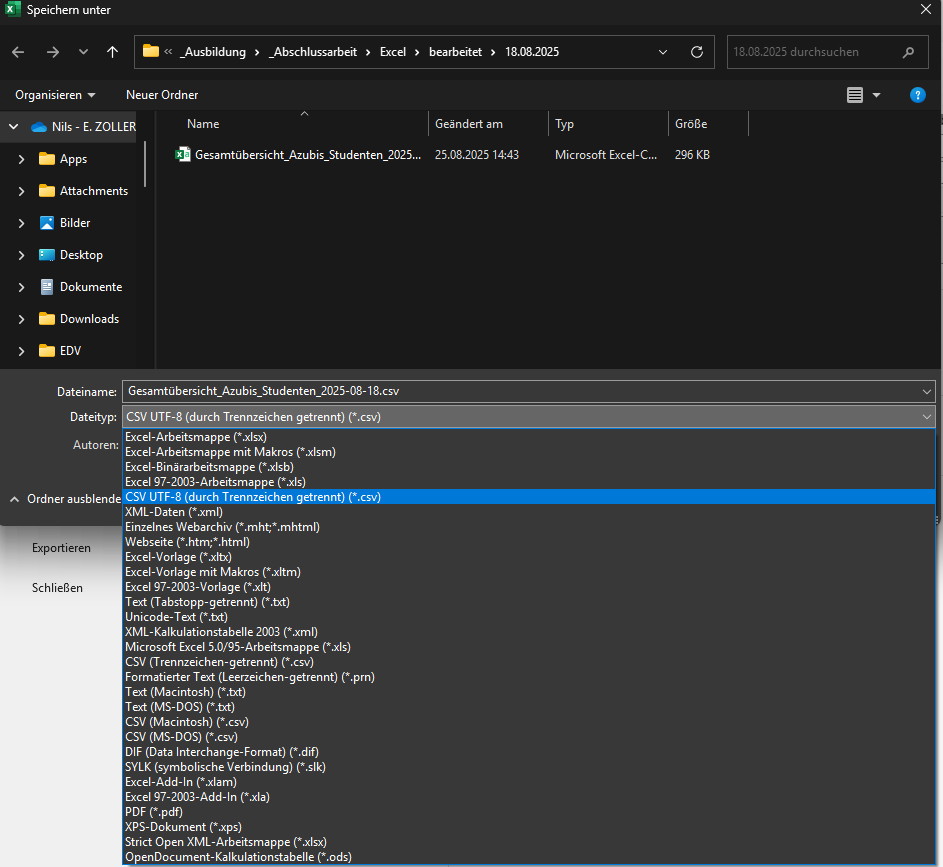 Speichern unter
« _Ausbildung › _Abschlussarbeit › Excel › bearbeitet › 18.08.2025
18.08.2025 durchsuchen
Organisieren
Neuer Ordner
?
Nils - E. ZOLLER
Apps
Attachments
Bilder
Desktop
Dokumente
Downloads
EDV
Name Geändert am Typ Größe
Gesamtübersicht_Azubis_Studenten_2025... 25.08.2025 14:43 Microsoft Excel-C... 296 KB
Dateiname: Gesamtübersicht_Azubis_Studenten_2025-08-18.csv
Dateityp: CSV UTF-8 (durch Trennzeichen getrennt) (*.csv)
Autoren:
Ordner ausblende
Exportieren
Schließen
Excel-Arbeitsmappe (*.xlsx)
Excel-Arbeitsmappe mit Makros (*.xlsm)
Excel-Binärarbeitsmappe (*.xlsb)
Excel 97-2003-Arbeitsmappe (*.xls)
CSV UTF-8 (durch Trennzeichen getrennt) (*.csv)
XML-Daten (*.xml)
Einzelnes Webarchiv (*.mht;*.mhtml)
Webseite (*.htm;*.html)
Excel-Vorlage (*.xltx)
Excel-Vorlage mit Makros (*.xltm)
Excel 97-2003-Vorlage (*.xlt)
Text (Tabstopp-getrennt) (*.txt)
Unicode-Text (*.txt)
XML-Kalkulationstabelle 2003 (*.xml)
Microsoft Excel 5.0/95-Arbeitsmappe (*.xls)
CSV (Trennzeichen-getrennt) (*.csv)
Formatierter Text (Leerzeichen-getrennt) (*.prn)
Text (Macintosh) (*.txt)
Text (MS-DOS) (*.txt)
CSV (Macintosh) (*.csv)
CSV (MS-DOS) (*.csv)
DIF (Data Interchange-Format) (*.dif)
SYLK (symbolische Verbindung) (*.slk)
Excel-Add-In (*.xlam)
Excel 97-2003-Add-In (*.xla)
PDF (*.pdf)
XPS-Dokument (*.xps)
Strict Open XML-Arbeitsmappe (*.xlsx)
OpenDocument-Kalkulationstabelle (*.ods)